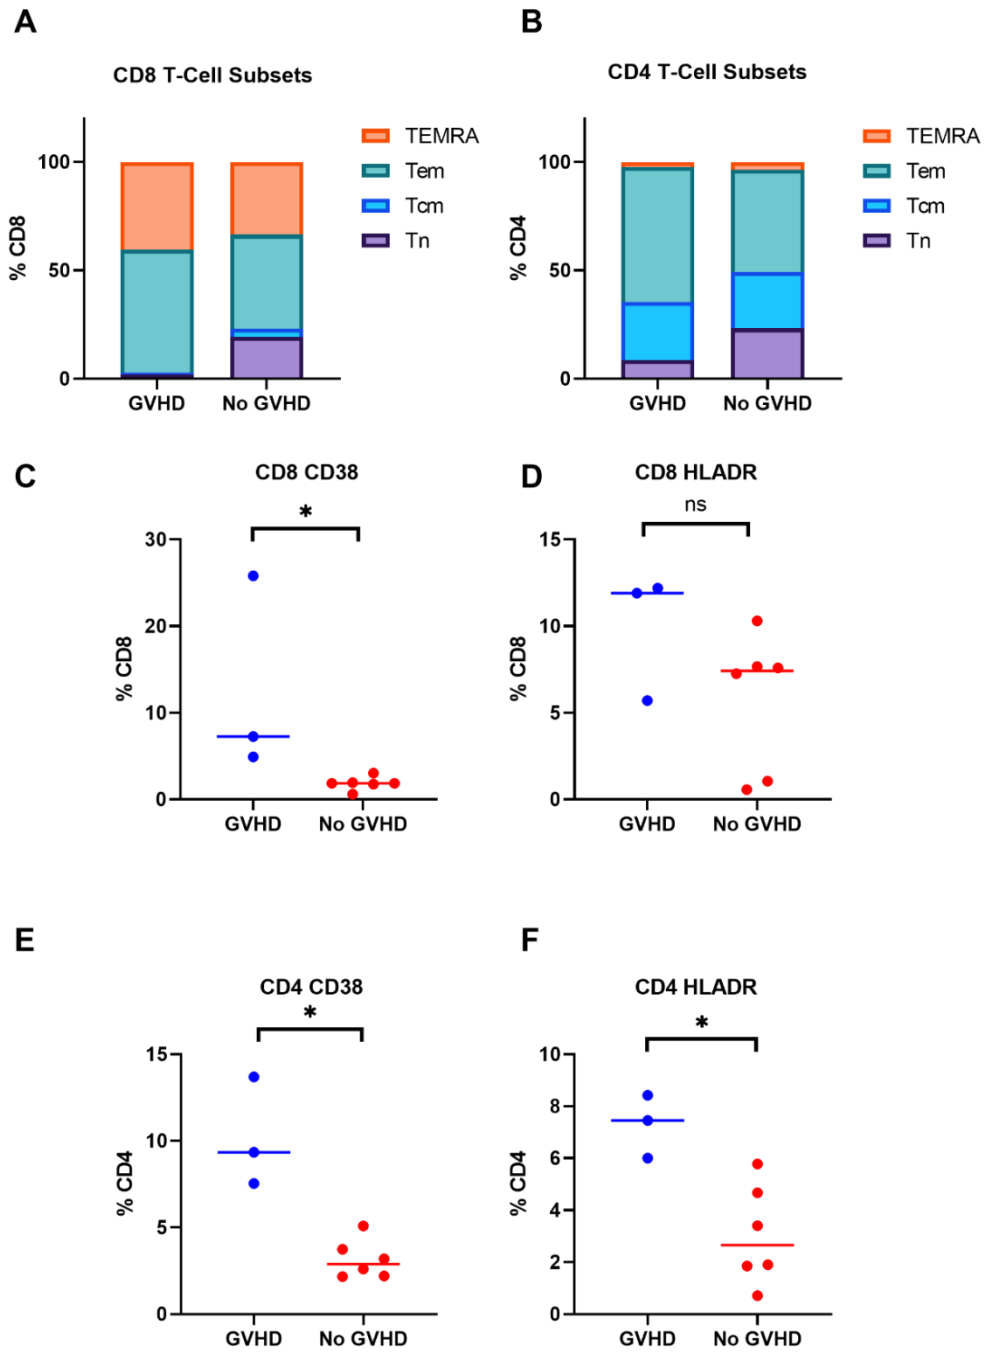 A
CD8 T-Cell Subsets
% CD8
100
50
0
GVHD
No GVHD
TEMRA
Tem
Tcm
Tn
B
CD4 T-Cell Subsets
% CD4
100
50
0
GVHD
No GVHD
TEMRA
Tem
Tcm
Tn
C
CD8 CD38
*
% CD8
30
20
10
0
GVHD
No GVHD
D
CD8 HLADR
ns
% CD8
15
10
5
0
GVHD
No GVHD
E
CD4 CD38
*
% CD4
15
10
5
0
GVHD
No GVHD
F
CD4 HLADR
*
% CD4
10
8
6
4
2
0
GVHD
No GVHD